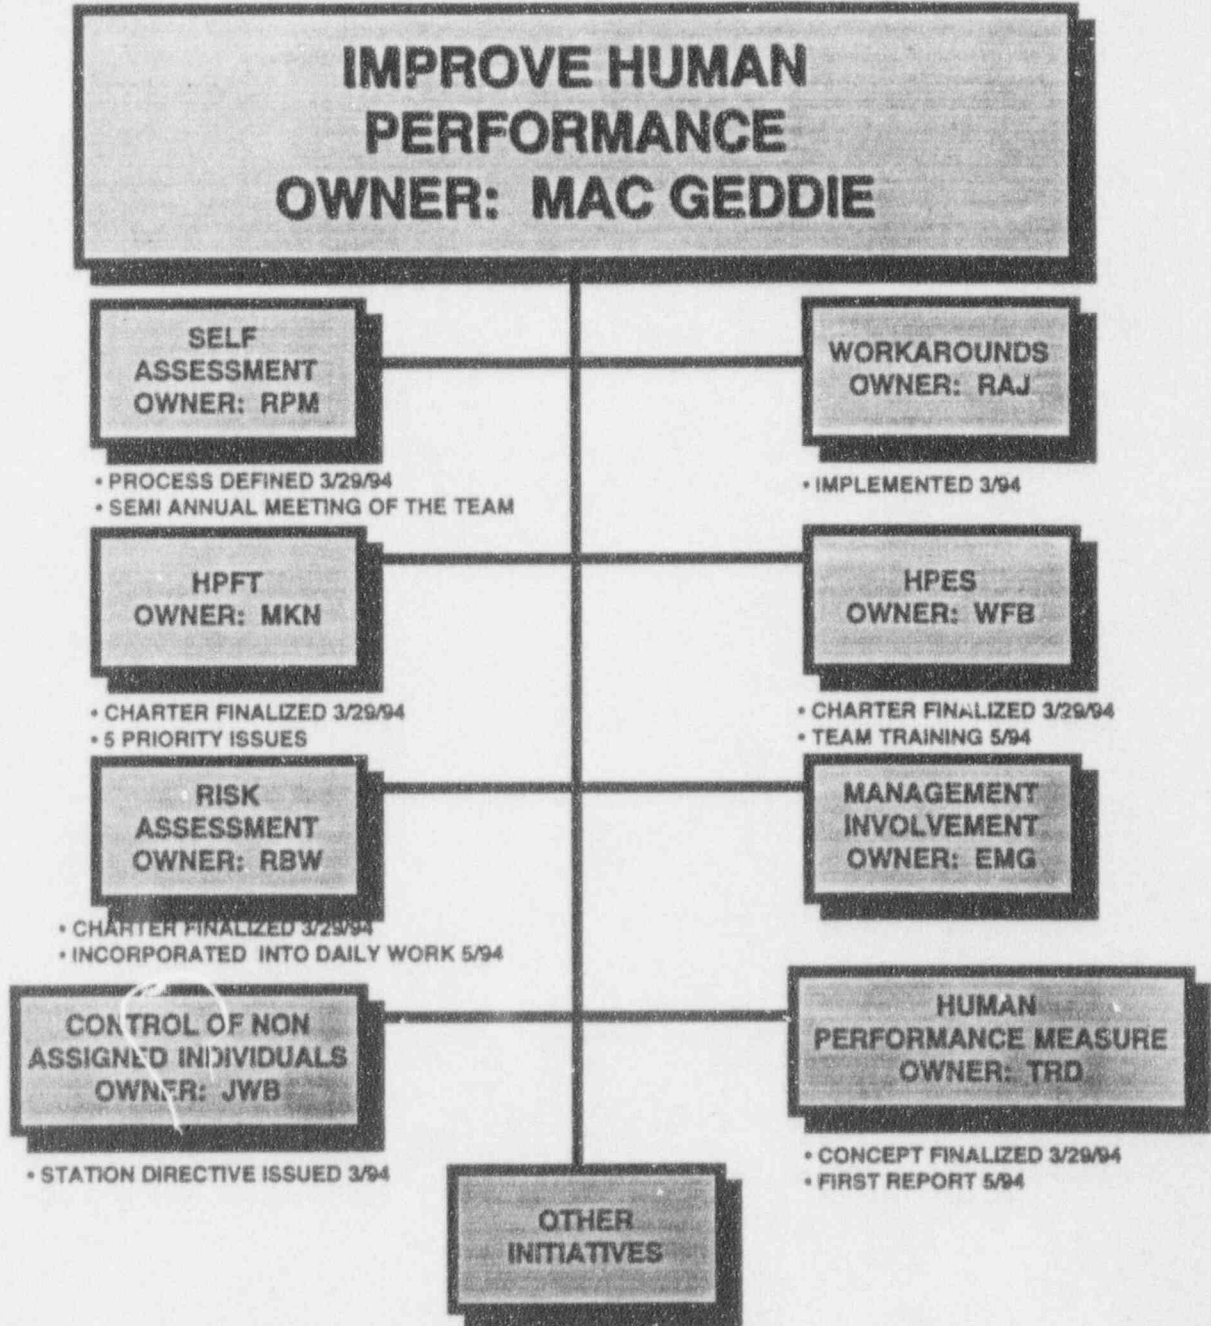 IMPROVE HUMAN
PERFORMANCE
OWNER: MAC GEDDIE
SELF
ASSESSMENT
OWNER: RPM
• PROCESS DEFINED 3/29/94
• SEMI ANNUAL MEETING OF THE TEAM
WORKAROUNDS
OWNER: RAJ
• IMPLEMENTED 3/94
HPFT
OWNER: MKN
• CHARTER FINALIZED 3/29/94
• 5 PRIORITY ISSUES
HPES
OWNER: WFB
• CHARTER FINALIZED 3/29/94
• TEAM TRAINING 5/94
RISK
ASSESSMENT
OWNER: RBW
• CHARTER FINALIZED 3/29/94
• INCORPORATED INTO DAILY WORK 5/94
MANAGEMENT
INVOLVEMENT
OWNER: EMG
CONTROL OF NON
ASSIGNED INDIVIDUALS
OWNER: JWB
• STATION DIRECTIVE ISSUED 3/94
HUMAN
PERFORMANCE MEASURE
OWNER: TRD
• CONCEPT FINALIZED 3/29/94
• FIRST REPORT 5/94
OTHER
INITIATIVES